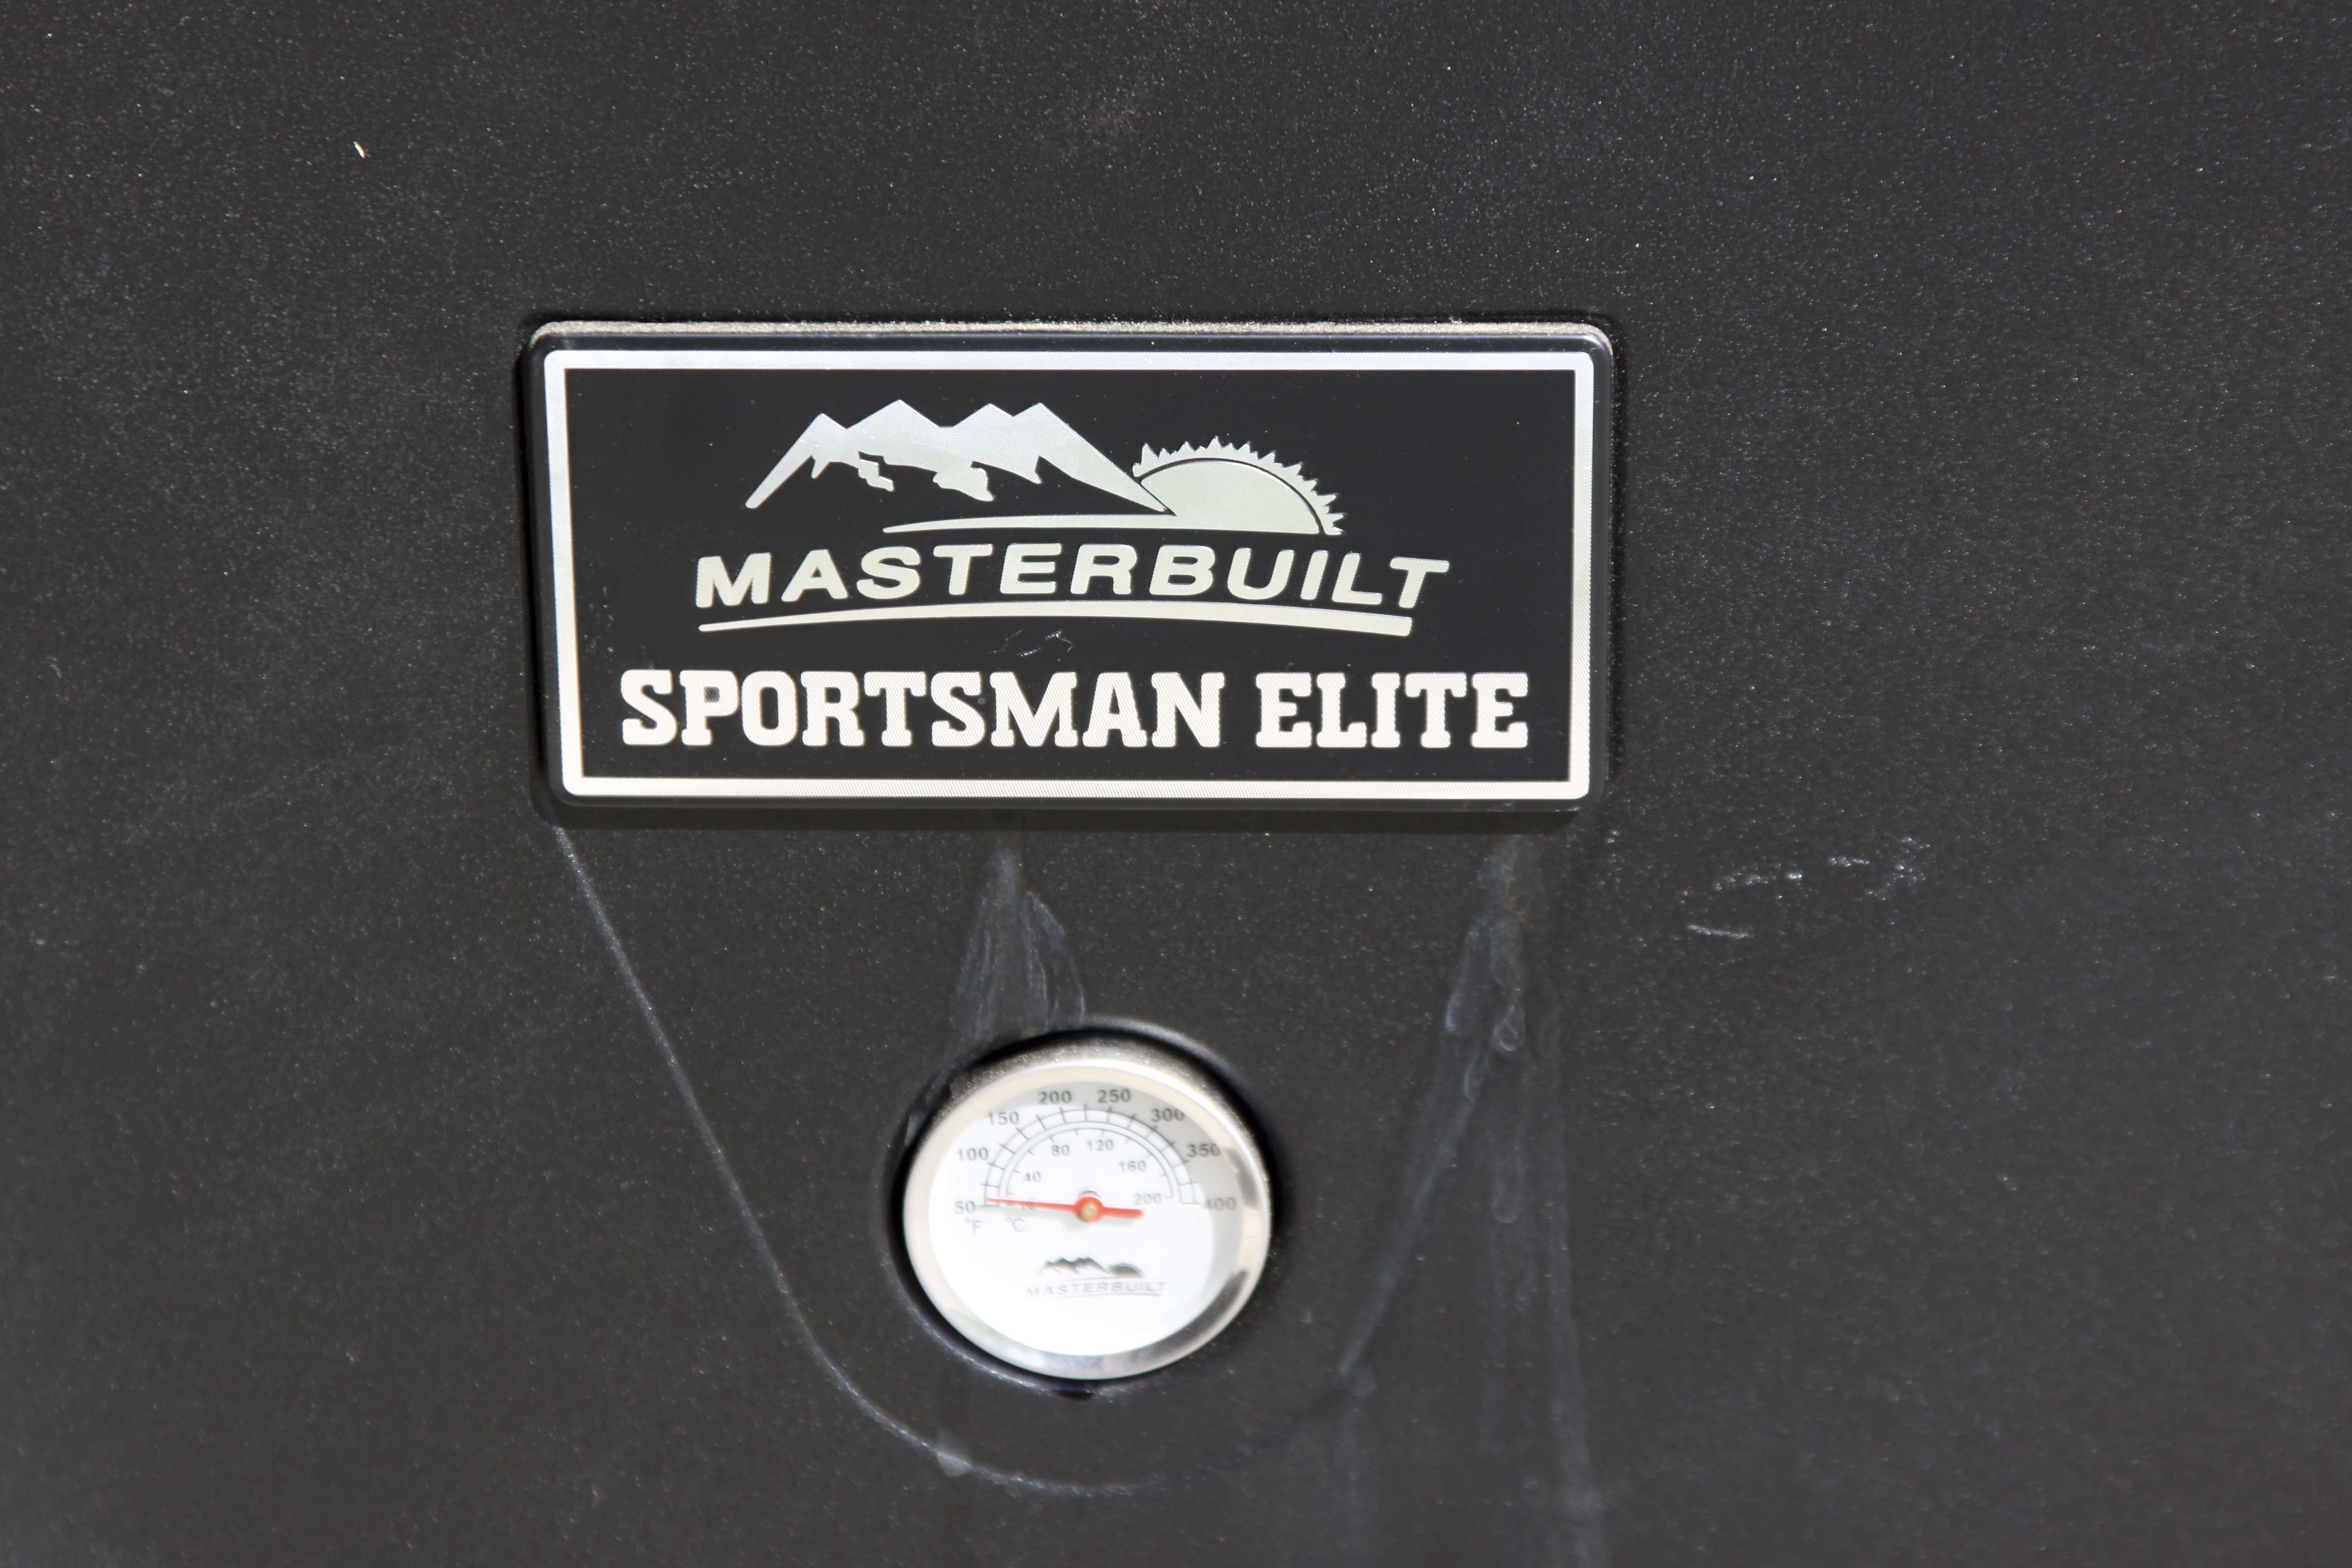 MASTERBUILT
SPORTSMAN ELITE
200 250
150 300
100 350
80 120
40 160
50 200 400
°F °C
MASTERBUILT